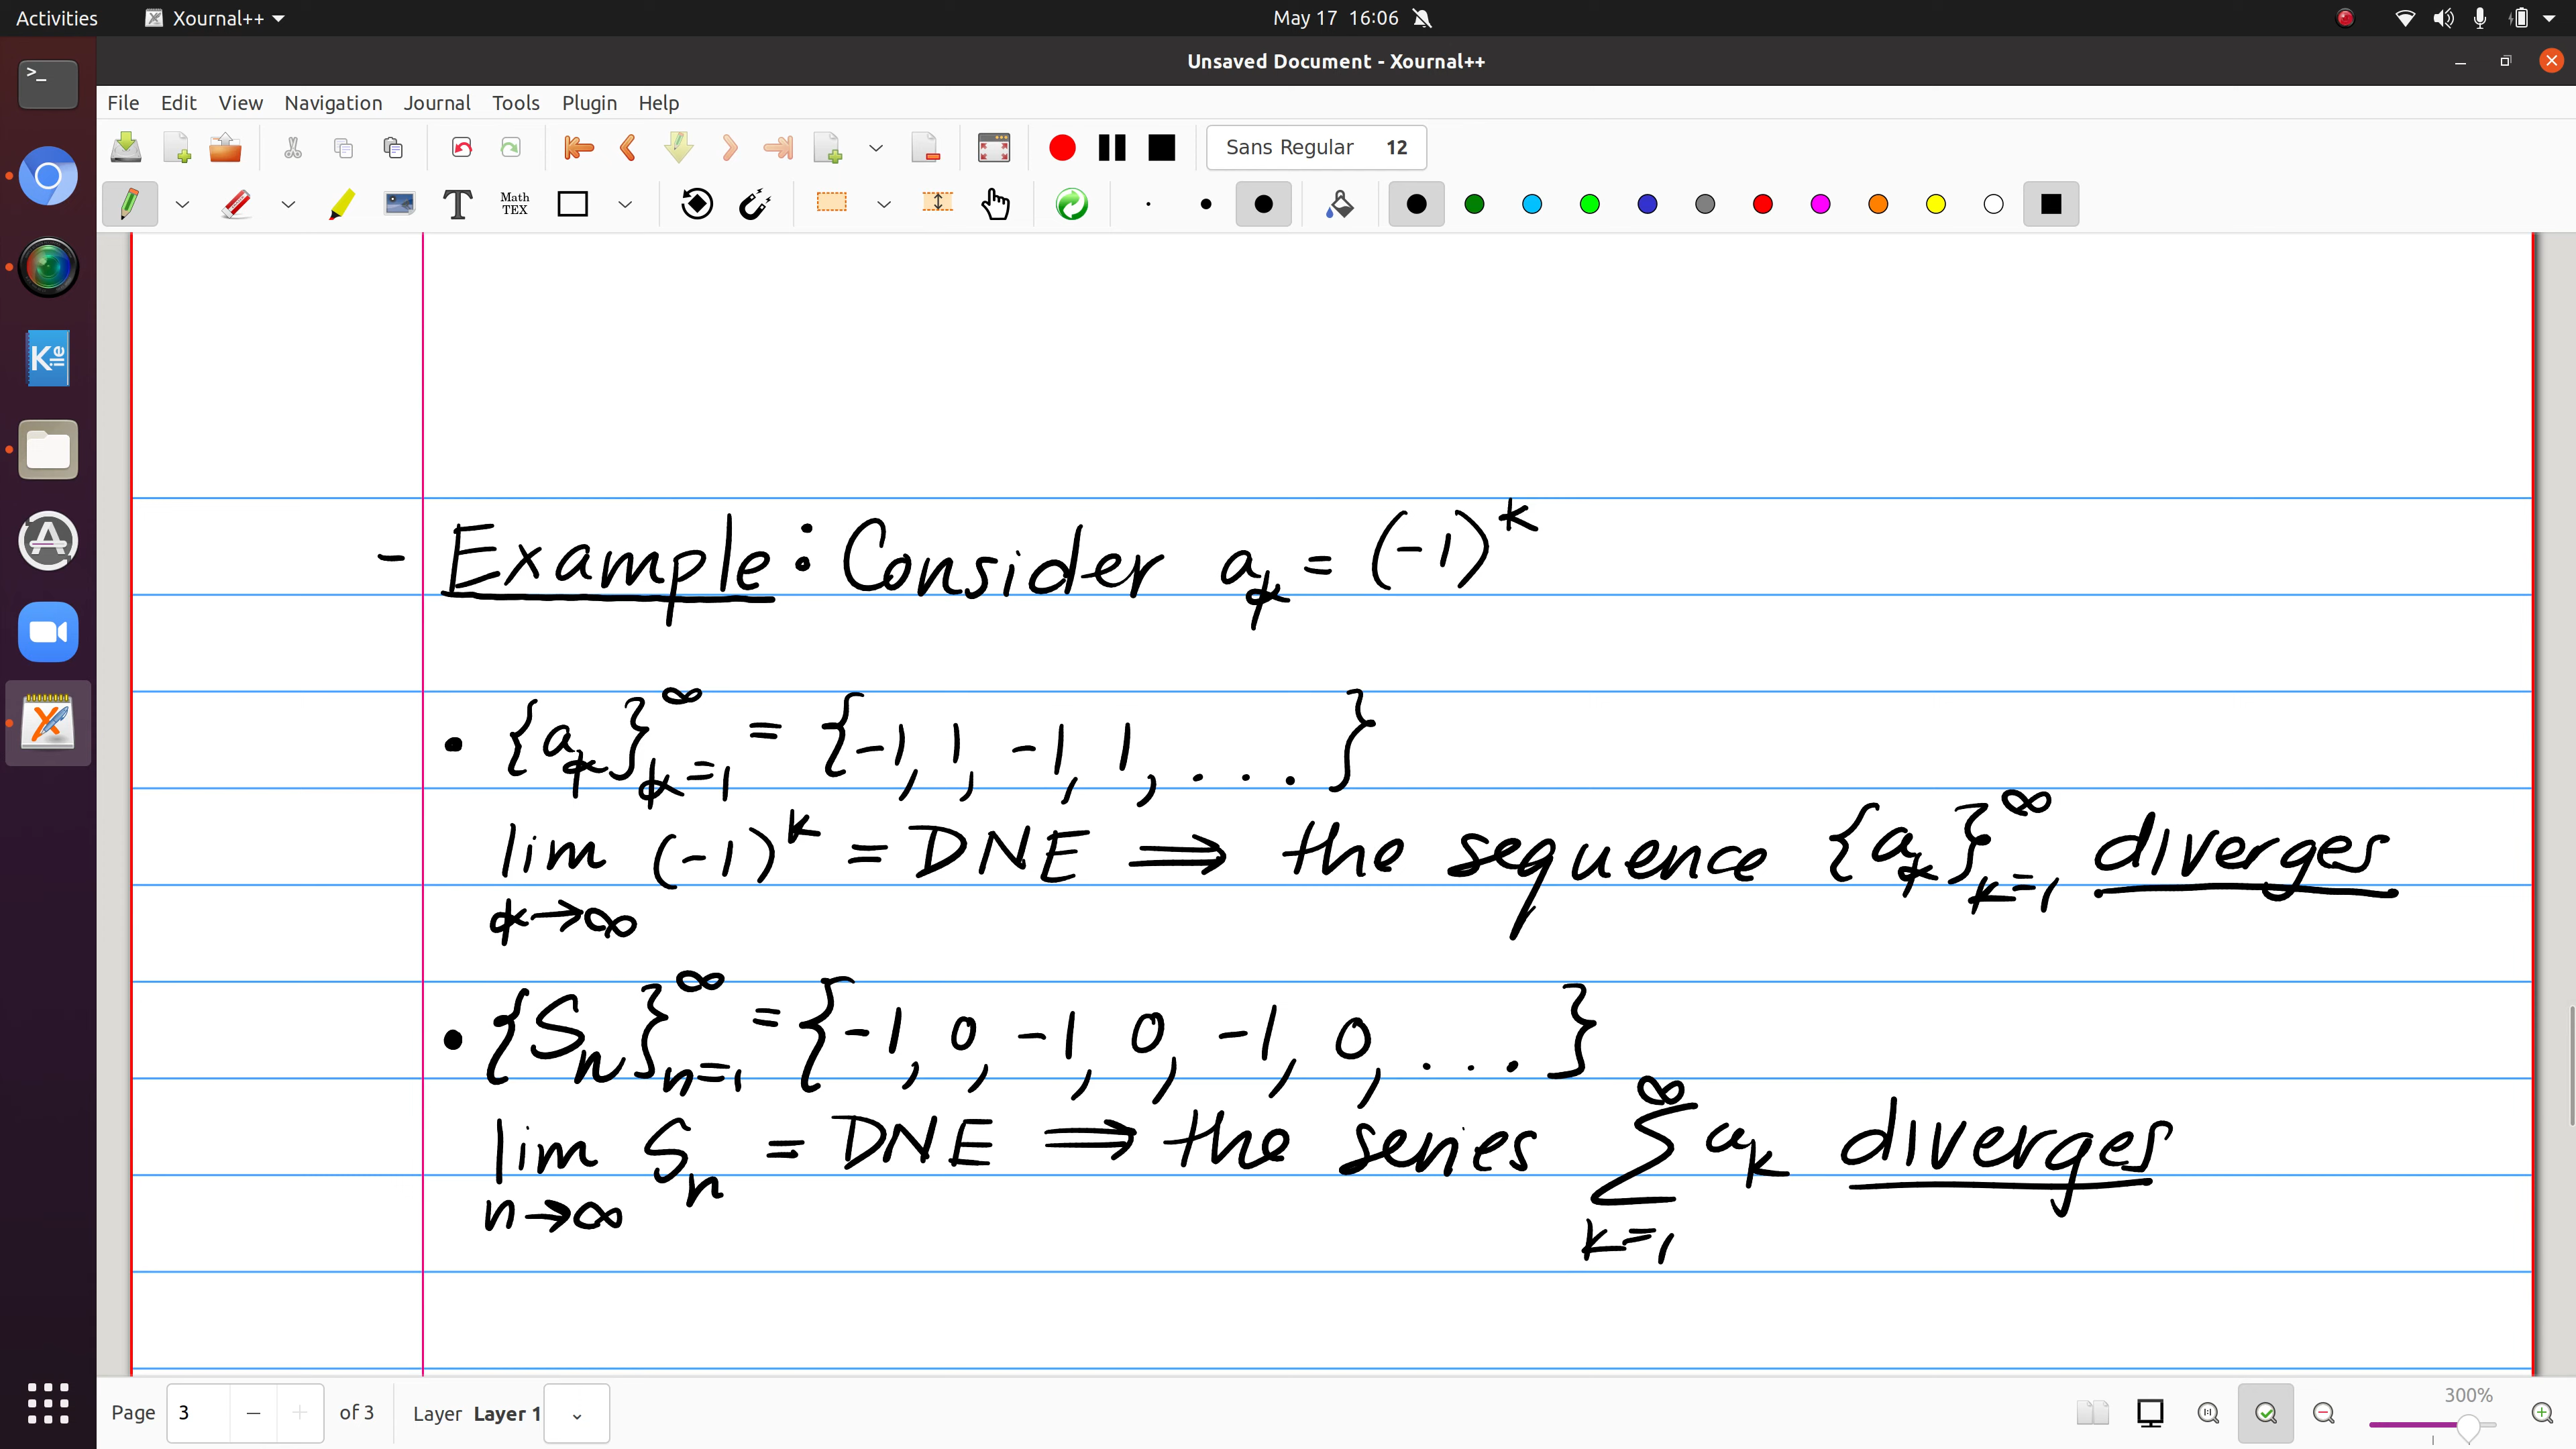 Activities Xournal++ May 17 16:06
Unsaved Document - Xournal++
File Edit View Navigation Journal Tools Plugin Help
Sans Regular 12
Math TEX
Kile
- Example: Consider a_k = (-1)^k
• {a_k}_{k=1}^∞ = {-1, 1, -1, 1, ...}
lim_{k→∞} (-1)^k = DNE ⟹ the sequence {a_k}_{k=1}^∞ diverges
• {S_n}_{n=1}^∞ = {-1, 0, -1, 0, -1, 0, ...}
lim_{n→∞} S_n = DNE ⟹ the series ∑_{k=1}^∞ a_k diverges
Page 3 of 3 Layer Layer 1 300%